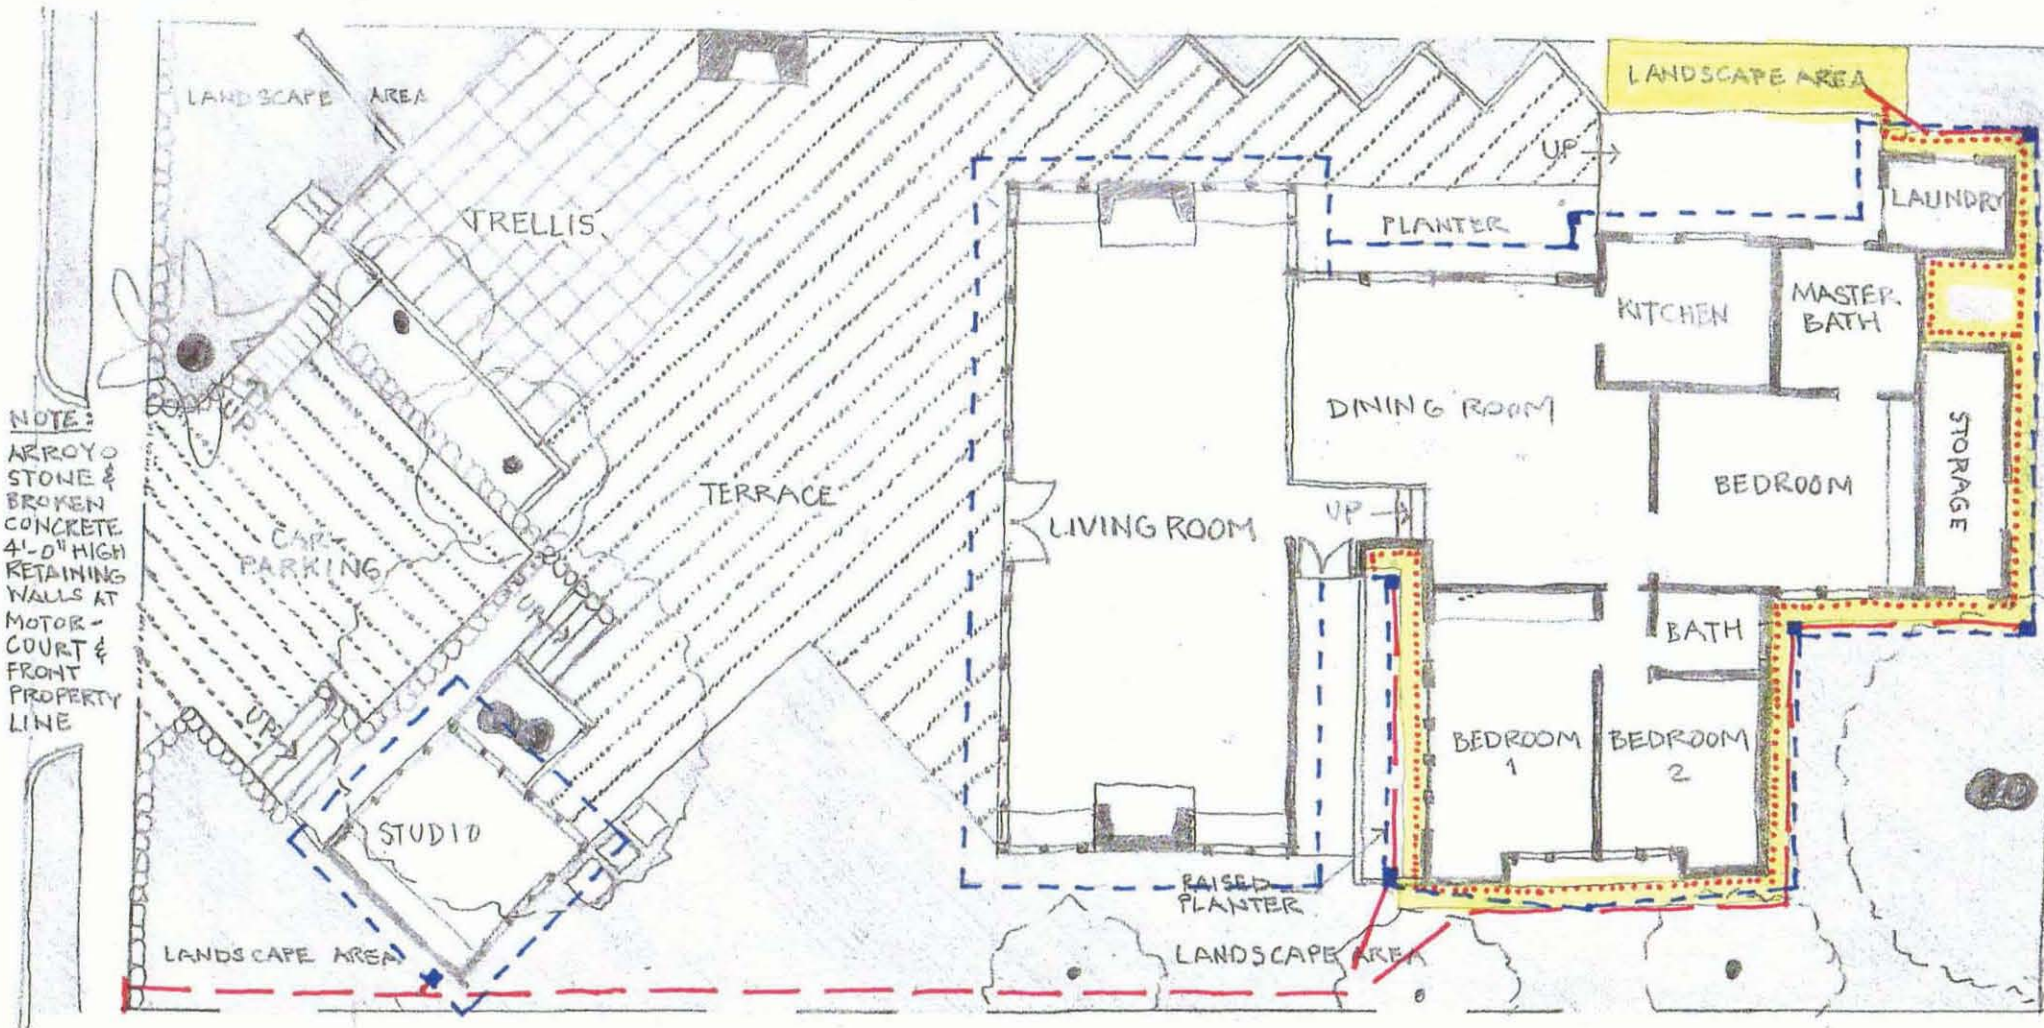 LANDSCAPE AREA
LANDSCAPE AREA
TRELLIS
UP
PLANTER
LAUNDRY
KITCHEN
MASTER
BATH
NOTE:
ARROYO
STONE &
BROKEN
CONCRETE
4'-0" HIGH
RETAINING
WALLS AT
MOTOR-
COURT &
FRONT
PROPERTY
LINE
UP
DINING ROOM
STORAGE
TERRACE
BEDROOM
UP
LIVING ROOM
CAR-
PARKING
UP
BATH
UP
BEDROOM
1
BEDROOM
2
STUDIO
RAISED
PLANTER
LANDSCAPE AREA
LANDSCAPE AREA